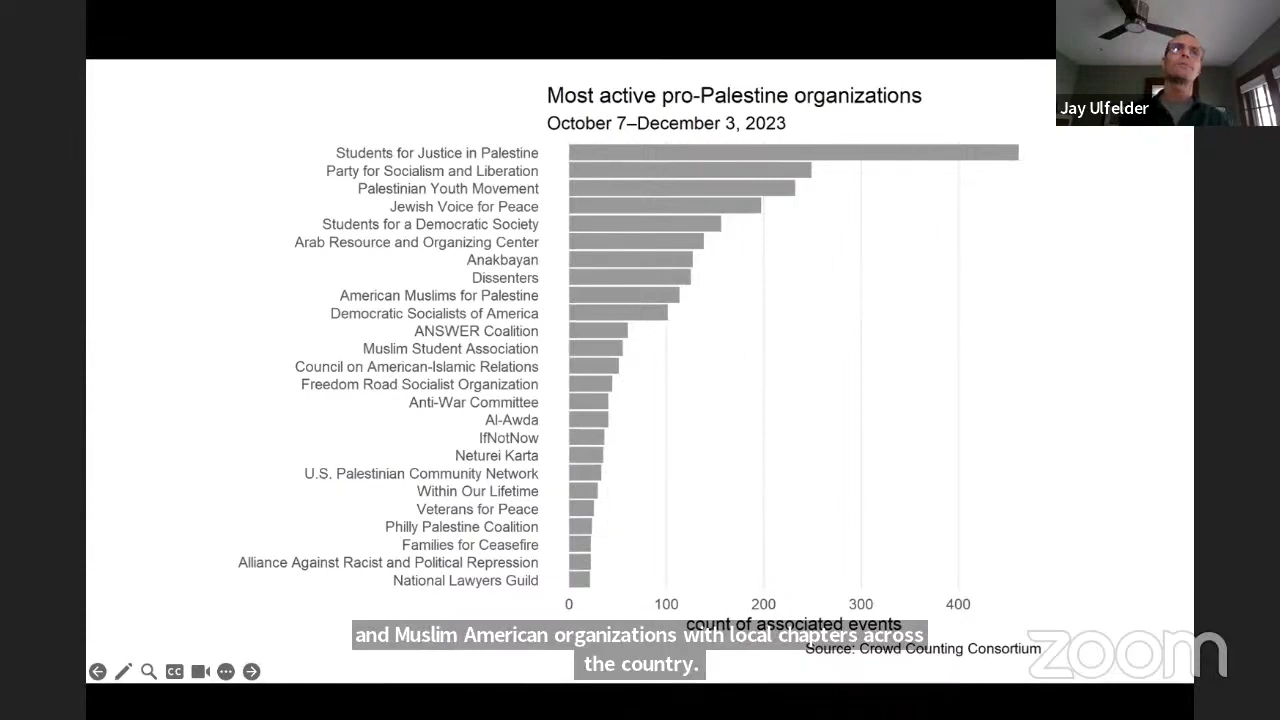 Most active pro-Palestine organizations
October 7–December 3, 2023
Jay Ulfelder
Students for Justice in Palestine
Party for Socialism and Liberation
Palestinian Youth Movement
Jewish Voice for Peace
Students for a Democratic Society
Arab Resource and Organizing Center
Anakbayan
Dissenters
American Muslims for Palestine
Democratic Socialists of America
ANSWER Coalition
Muslim Student Association
Council on American-Islamic Relations
Freedom Road Socialist Organization
Anti-War Committee
Al-Awda
IfNotNow
Neturei Karta
U.S. Palestinian Community Network
Within Our Lifetime
Veterans for Peace
Philly Palestine Coalition
Families for Ceasefire
Alliance Against Racist and Political Repression
National Lawyers Guild
0 100 200 300 400
count of associated events
and Muslim American organizations with local chapters across
the country.
Source: Crowd Counting Consortium
CC
zoom